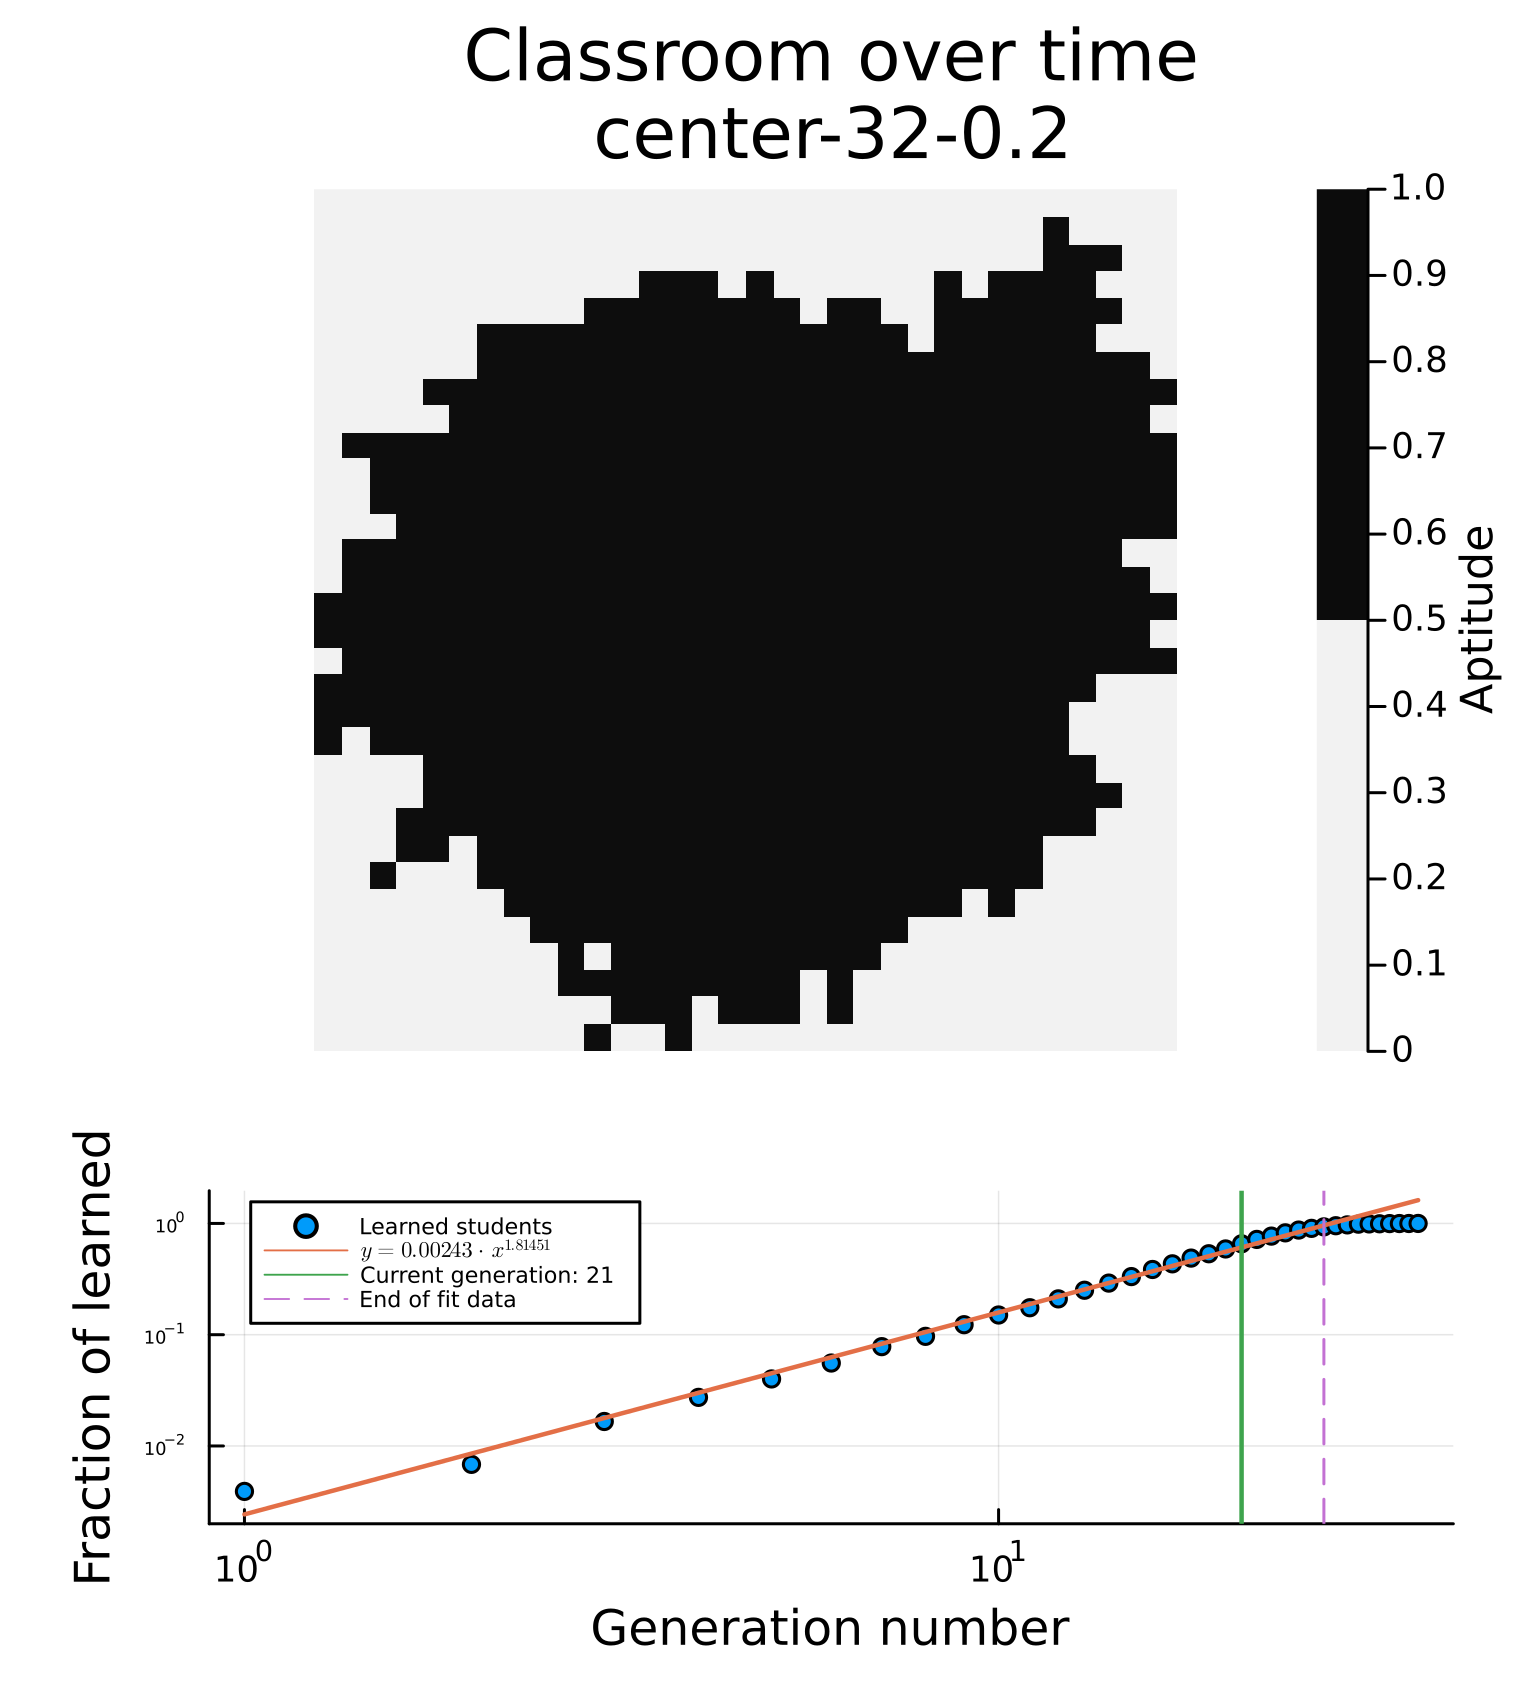 Classroom over time
center-32-0.2
1.0
0.9
0.8
0.7
0.6
0.5
0.4
0.3
0.2
0.1
0
Aptitude
Fraction of learned
10⁰
10⁻¹
10⁻²
Learned students
y = 0.00243 · x^1.81451
Current generation: 21
End of fit data
10⁰
10¹
Generation number